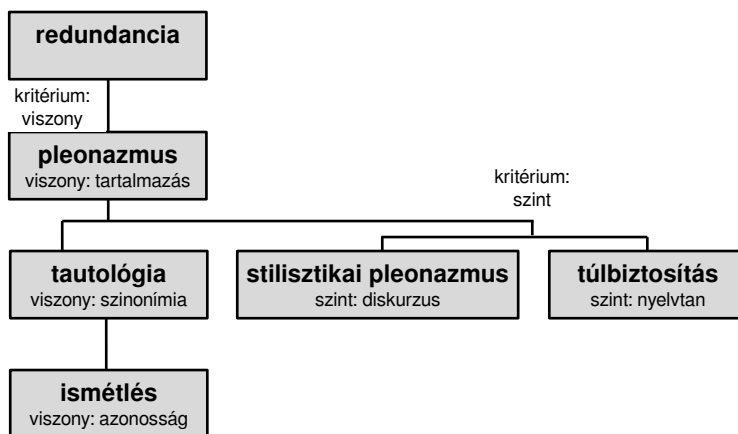 redundancia
kritérium:
viszony
pleonazmus
viszony: tartalmazás
kritérium:
szint
tautológia
viszony: szinonímia
stilisztikai pleonazmus
szint: diskurzus
túlbiztosítás
szint: nyelvtan
ismétlés
viszony: azonosság